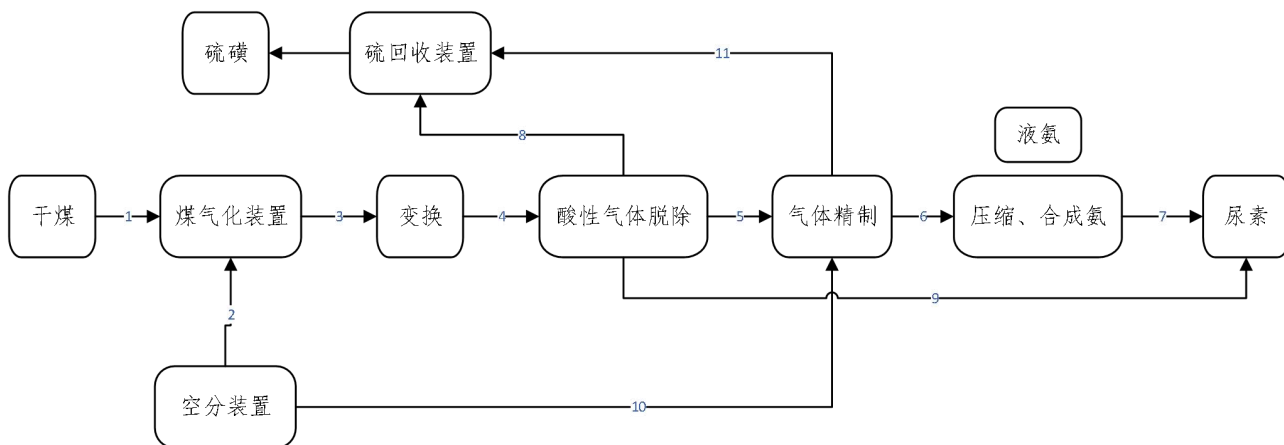 硫磺
硫回收装置
11
8
液氨
干煤
1
煤气化装置
3
变换
4
酸性气体脱除
5
气体精制
6
压缩、合成氨
7
尿素
2
9
空分装置
10